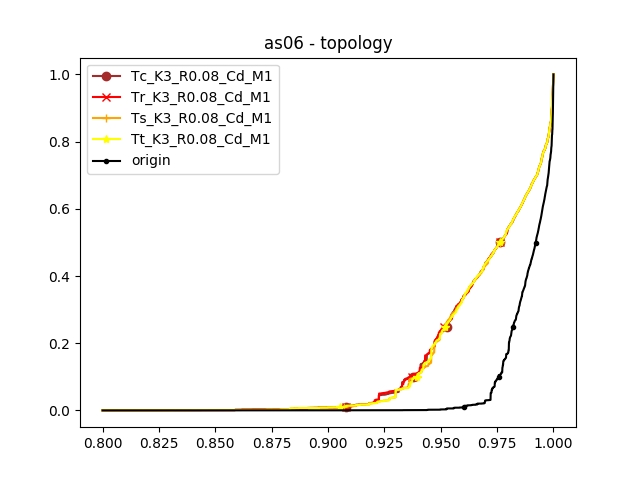 as06 - topology
Tc_K3_R0.08_Cd_M1
Tr_K3_R0.08_Cd_M1
Ts_K3_R0.08_Cd_M1
Tt_K3_R0.08_Cd_M1
origin
1.0
0.8
0.6
0.4
0.2
0.0
0.800 0.825 0.850 0.875 0.900 0.925 0.950 0.975 1.000